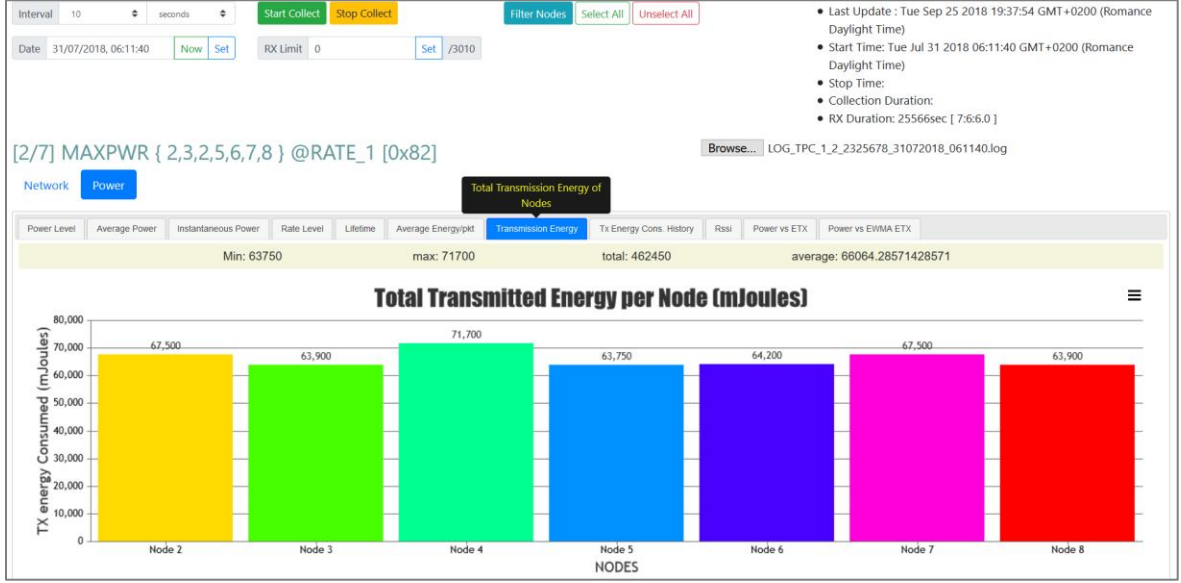 Interval 10 seconds Start Collect Stop Collect Filter Nodes Select All Unselect All
Date 31/07/2018, 06:11:40 Now Set RX Limit 0 Set /3010
• Last Update : Tue Sep 25 2018 19:37:54 GMT+0200 (Romance
Daylight Time)
• Start Time: Tue Jul 31 2018 06:11:40 GMT+0200 (Romance
Daylight Time)
• Stop Time:
• Collection Duration:
• RX Duration: 25566sec [ 7:6:6.0 ]
[2/7] MAXPWR { 2,3,2,5,6,7,8 } @RATE_1 [0x82]
Browse... LOG_TPC_1_2_2325678_31072018_061140.log
Network Power
Total Transmission Energy of
Nodes
Power Level Average Power Instantaneous Power Rate Level Lifetime Average Energy/pkt Transmission Energy Tx Energy Cons. History Rssi Power vs ETX Power vs EWMA ETX
Min: 63750 max: 71700 total: 462450 average: 66064.28571428571
Total Transmitted Energy per Node (mJoules)
TX energy Consumed (mJoules)
80,000
70,000
60,000
50,000
40,000
30,000
20,000
10,000
0
67,500 63,900 71,700 63,750 64,200 67,500 63,900
Node 2 Node 3 Node 4 Node 5 Node 6 Node 7 Node 8
NODES